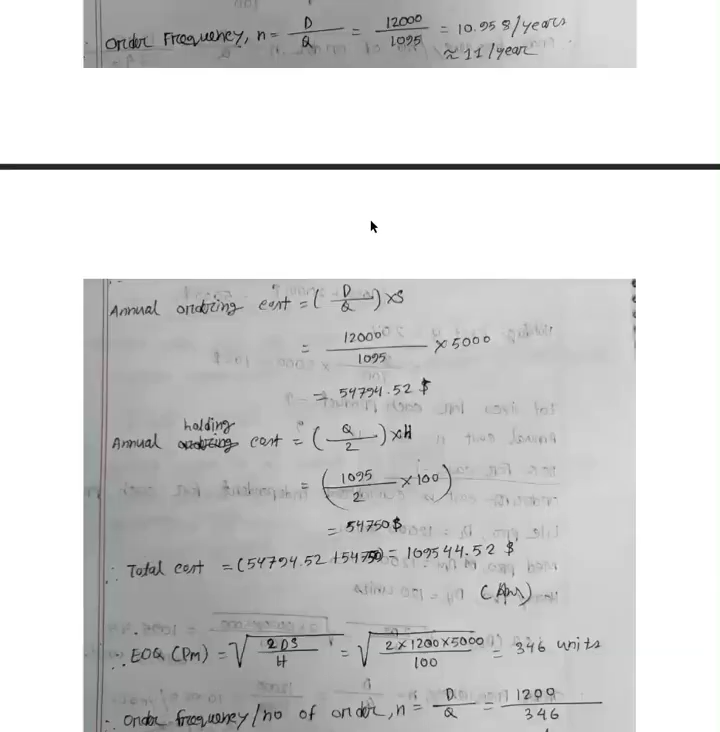 Order Frequency, n = D/Q = 12000/1095 = 10.958/years
≈ 11/year
Annual ordering cost = (D/Q) × S
= 12000/1095 × 5000
= 54794.52 $
Annual holding cost = (Q/2) × H
= (1095/2 × 100)
= 54750 $
∴ Total cost = (54794.52 + 54750) = 109544.52 $
(Ans)
∴ EOQ (Pm) = √(2DS/H) = √(2×1200×5000/100) = 346 units
∴ Order frequency/no of order, n = D/Q = 1200/346